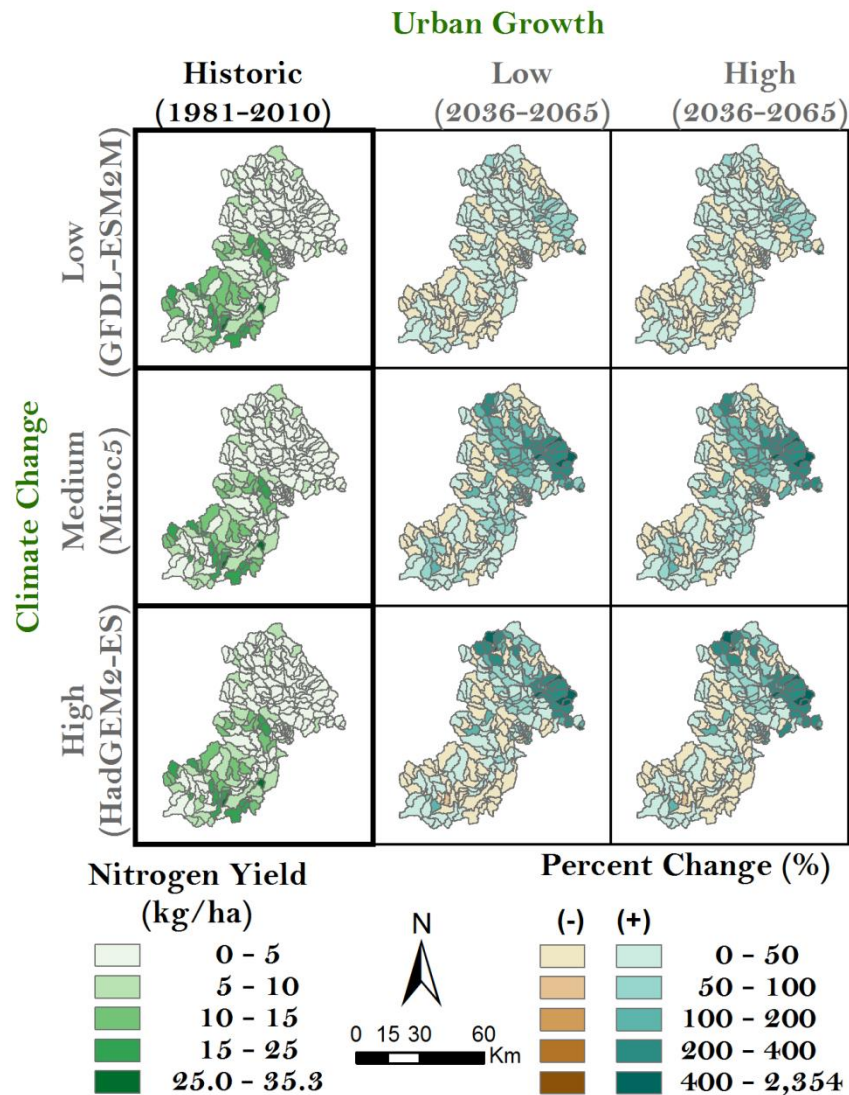 Urban Growth
Historic
(1981-2010)
Low
(2036-2065)
High
(2036-2065)
Climate Change
Low
(GFDL-ESM2M)
Medium
(Miroc5)
High
(HadGEM2-ES)
Nitrogen Yield
(kg/ha)
0 - 5
5 - 10
10 - 15
15 - 25
25.0 - 35.3
N
0 15 30 60
Km
Percent Change (%)
(-) (+)
0 - 50
50 - 100
100 - 200
200 - 400
400 - 2,354